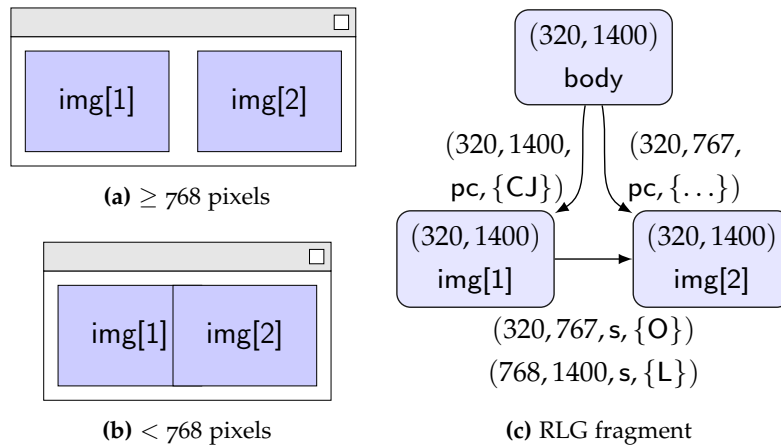 img[1]
img[2]
(a) ≥ 768 pixels
img[1]
img[2]
(b) < 768 pixels
(320, 1400)
body
(320, 1400,
pc, {CJ})
(320, 767,
pc, {...})
(320, 1400)
img[1]
(320, 1400)
img[2]
(320, 767, s, {O})
(768, 1400, s, {L})
(c) RLG fragment